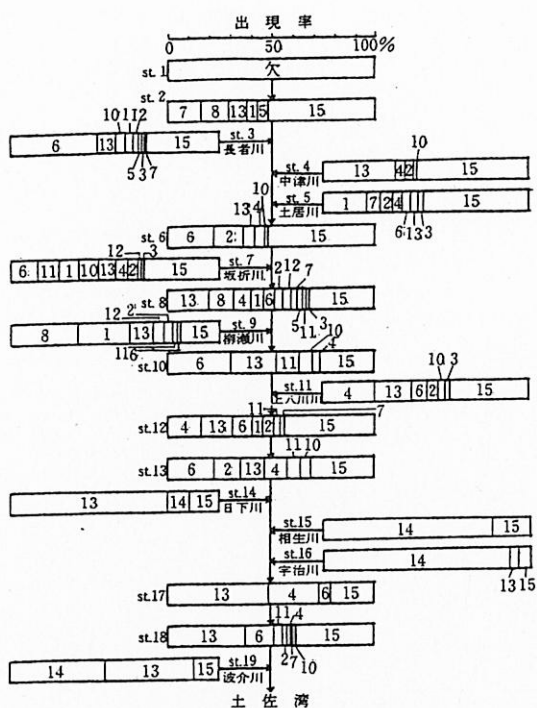 出現率
0 50 100%
st.1 欠
st.2 7 8 13 1 5 15
10 11 12
6 13 15 st.3
5 3 7 長者川
10
st.4 13 4 2 15
中津川
st.5 1 7 2 4 15
土居川 6 13 3
10
13 4
st.6 6 2 15
12 3
6 11 1 10 13 4 2 15 st.7
坂折川
2 12 7
st.8 13 8 4 1 6 15
5 11 3
12 2 10
8 1 13 15 st.9
11 6 柳瀬川 4
st.10 6 13 11 15
10 3
st.11 4 13 6 2 15
上八川川
11 7
st.12 4 13 6 1 2 15
11 10
st.13 6 2 13 4 15
13 14 15 st.14
日下川
st.15 14 15
相生川
st.16 14
宇治川 13 15
st.17 13 4 6 15
11 4
st.18 13 6 15
2 7 10
14 13 15 st.19
波介川
土佐湾